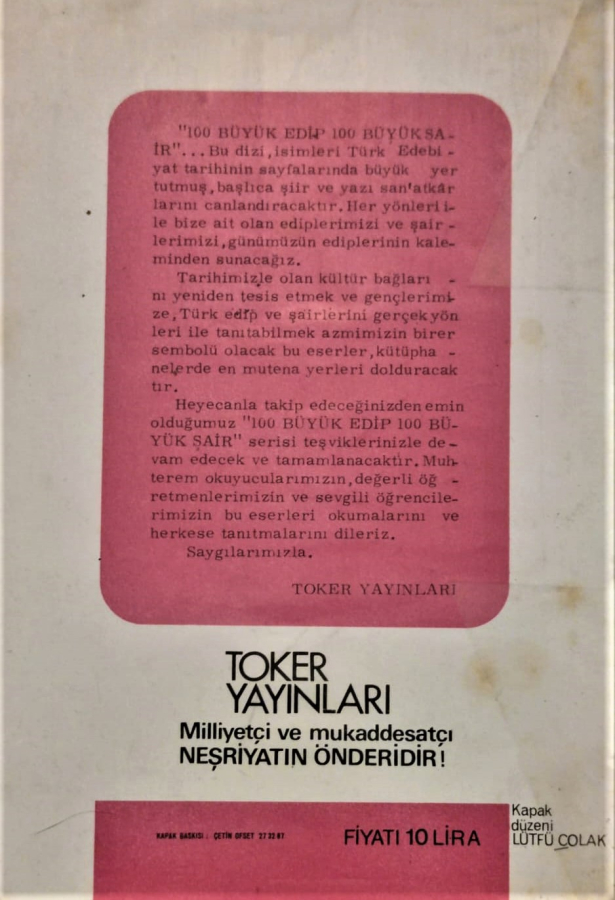 "100 BÜYÜK EDİP 100 BÜYÜK ŞA-
İR"...Bu dizi,isimleri Türk Edebi -
yat tarihinin sayfalarında büyük yer
tutmuş,başlıca şiir ve yazı san'atkâr
larını canlandıracaktır.Her yönleri i-
le bize ait olan ediplerimizi ve şair -
lerimizi,günümüzün ediplerinin kale-
minden sunacağız.
Tarihimizle olan kültür bağları -
nı yeniden tesis etmek ve gençlerimi-
ze,Türk edip ve şairlerini gerçek yön
leri ile tanıtabilmek azmimizin birer
sembolü olacak bu eserler,kütüpha -
nelerde en mutena yerleri dolduracak
tır.
Heyecanla takip edeceğinizden emin
olduğumuz "100 BÜYÜK EDİP 100 BÜ-
YÜK ŞAİR" serisi teşviklerinizle de-
vam edecek ve tamamlanacaktır.Muh-
terem okuyucularımızın,değerli öğ -
retmenlerimizin ve sevgili öğrencile-
rimizin bu eserleri okumalarını ve
herkese tanıtmalarını dileriz.
Saygılarımızla.
TOKER YAYINLARI
TOKER
YAYINLARI
Milliyetçi ve mukaddesatçı
NEŞRİYATIN ÖNDERİDİR!
KAPAK BASKISI : ÇETİN OFSET 27 32 67
FİYATI 10 LİRA
Kapak
düzeni
LÜTFÜ ÇOLAK